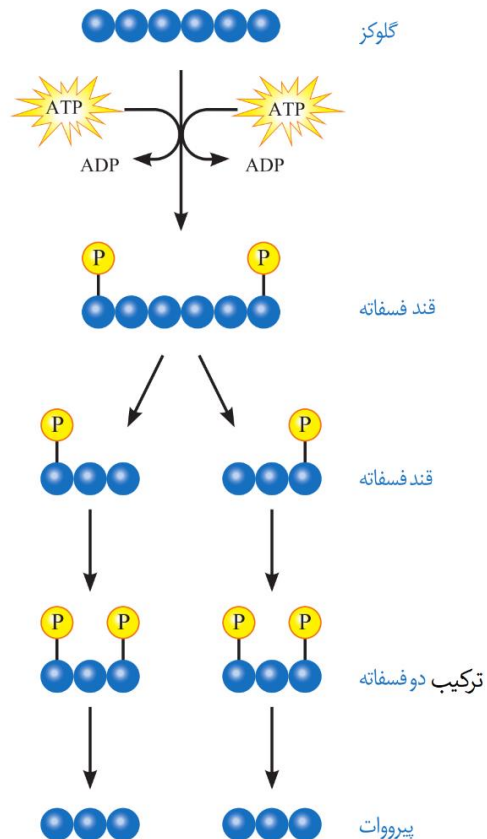 گلوکز
ATP ATP
ADP ADP
P P
قند فسفاته
P P
قند فسفاته
P P P P
ترکیب دو فسفاته
پیرووات